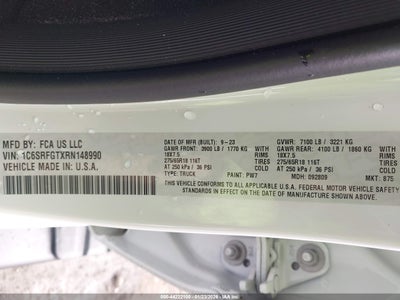 MFD BY: FCA US LLC
VIN: 1C6SRFGTXRN148990
VEHICLE MADE IN: U.S.A.
DATE OF MFR (BUILT): 9-23 GVWR: 7100 LB / 3221 KG
GAWR FRONT: 3900 LB / 1770 KG WITH GAWR REAR: 4100 LB / 1860 KG WITH
18X7.5 RIMS 18X7.5 RIMS
275/65R18 116T TIRES 275/65R18 116T TIRES
AT 250 kPa / 36 PSI COLD AT 250 kPa / 36 PSI COLD
TYPE: TRUCK PAINT: PW7 MDH: 092809 MKT: 875
THIS VEHICLE CONFORMS TO ALL APPLICABLE U.S.A. FEDERAL MOTOR VEHICLE SAFETY
STANDARDS IN EFFECT ON THE DATE OF MANUFACTURE SHOWN ABOVE.